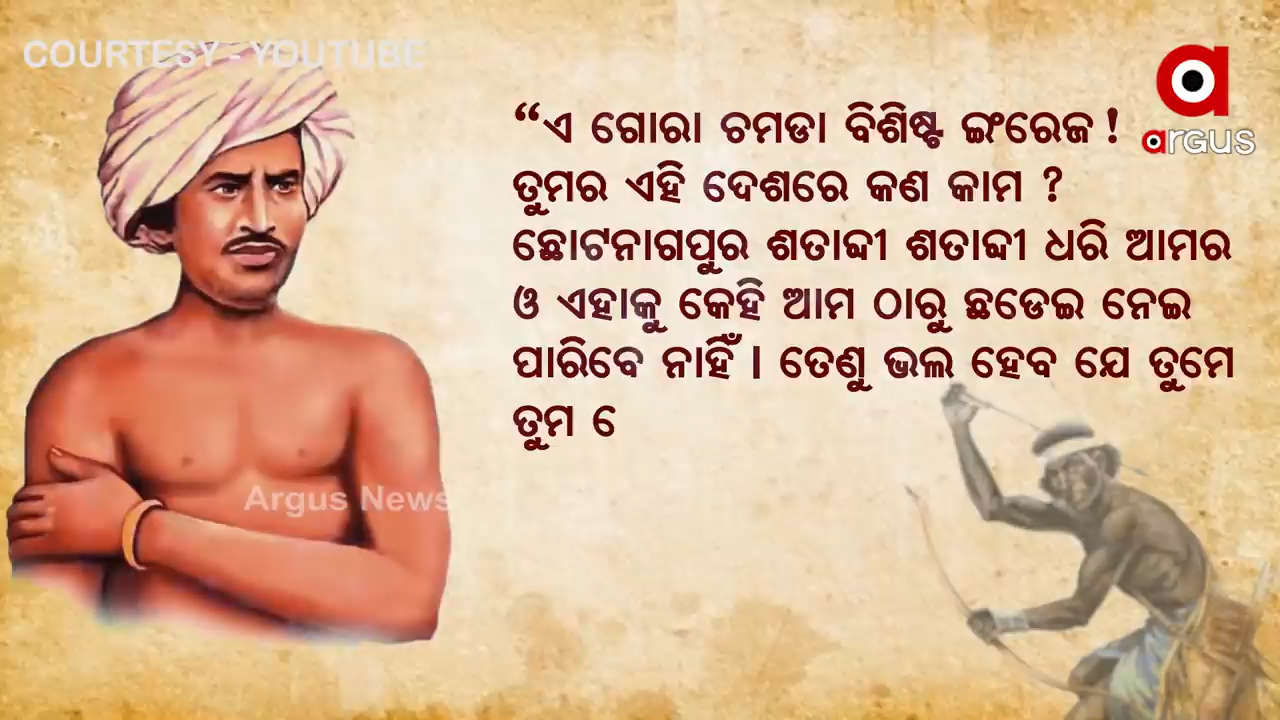 COURTESY - YOUTUBE
argus
“ଏ ଗୋରା ଚମଡା ବିଶିଷ୍ଟ ଇଂରେଜ !
ତୁମର ଏହି ଦେଶରେ କଣ କାମ ?
ଛୋଟନାଗପୁର ଶତାବ୍ଦୀ ଶତାବ୍ଦୀ ଧରି ଆମର
ଓ ଏହାକୁ କେହି ଆମ ଠାରୁ ଛଡେଇ ନେଇ
ପାରିବେ ନାହିଁ । ତେଣୁ ଭଲ ହେବ ଯେ ତୁମେ
ତୁମ େ
Argus News